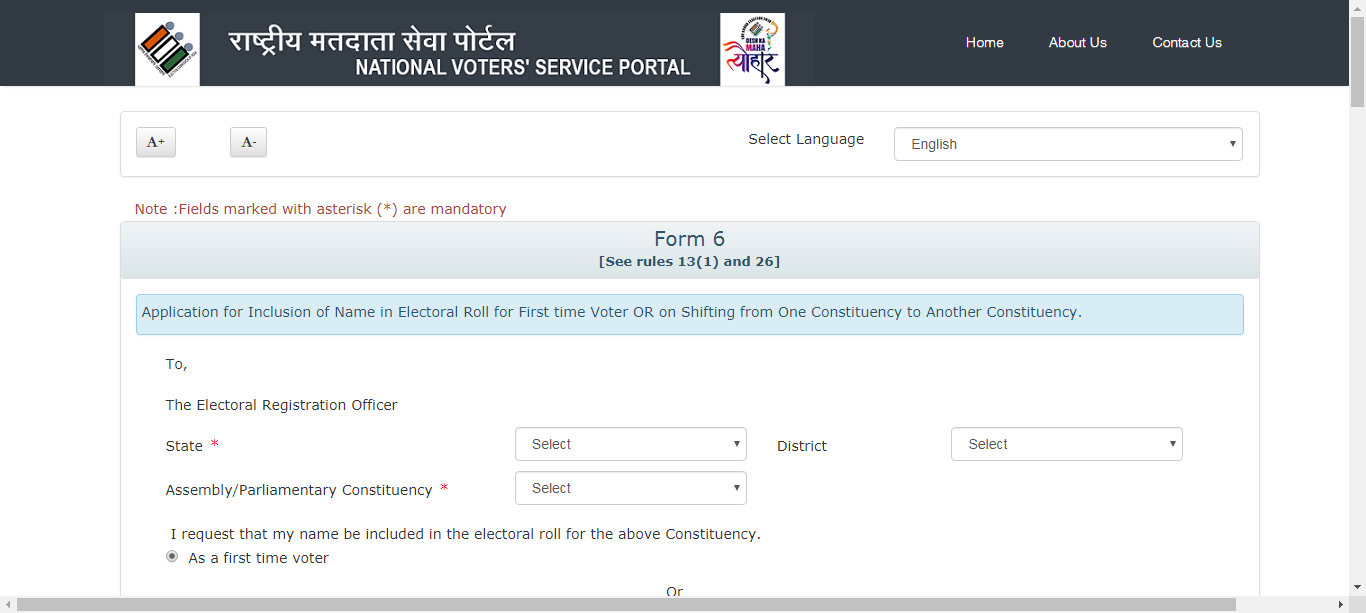 राष्ट्रीय मतदाता सेवा पोर्टल
NATIONAL VOTERS' SERVICE PORTAL
DESH KA
MAHA
त्योहार
Home About Us Contact Us
A+ A- Select Language English
Note :Fields marked with asterisk (*) are mandatory
Form 6
[See rules 13(1) and 26]
Application for Inclusion of Name in Electoral Roll for First time Voter OR on Shifting from One Constituency to Another Constituency.
To,
The Electoral Registration Officer
State * Select District Select
Assembly/Parliamentary Constituency * Select
I request that my name be included in the electoral roll for the above Constituency.
As a first time voter
Or